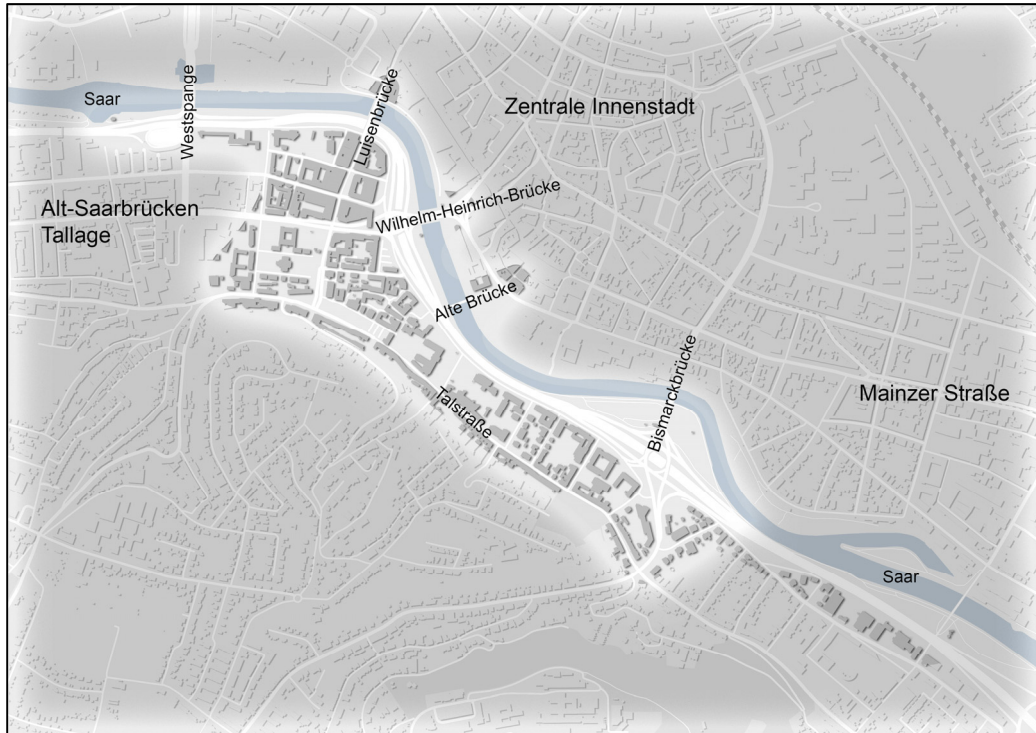 Saar
Westspange
Luisenbrücke
Zentrale Innenstadt
Wilhelm-Heinrich-Brücke
Alt-Saarbrücken
Tallage
Alte Brücke
Bismarckbrücke
Mainzer Straße
Talstraße
Saar